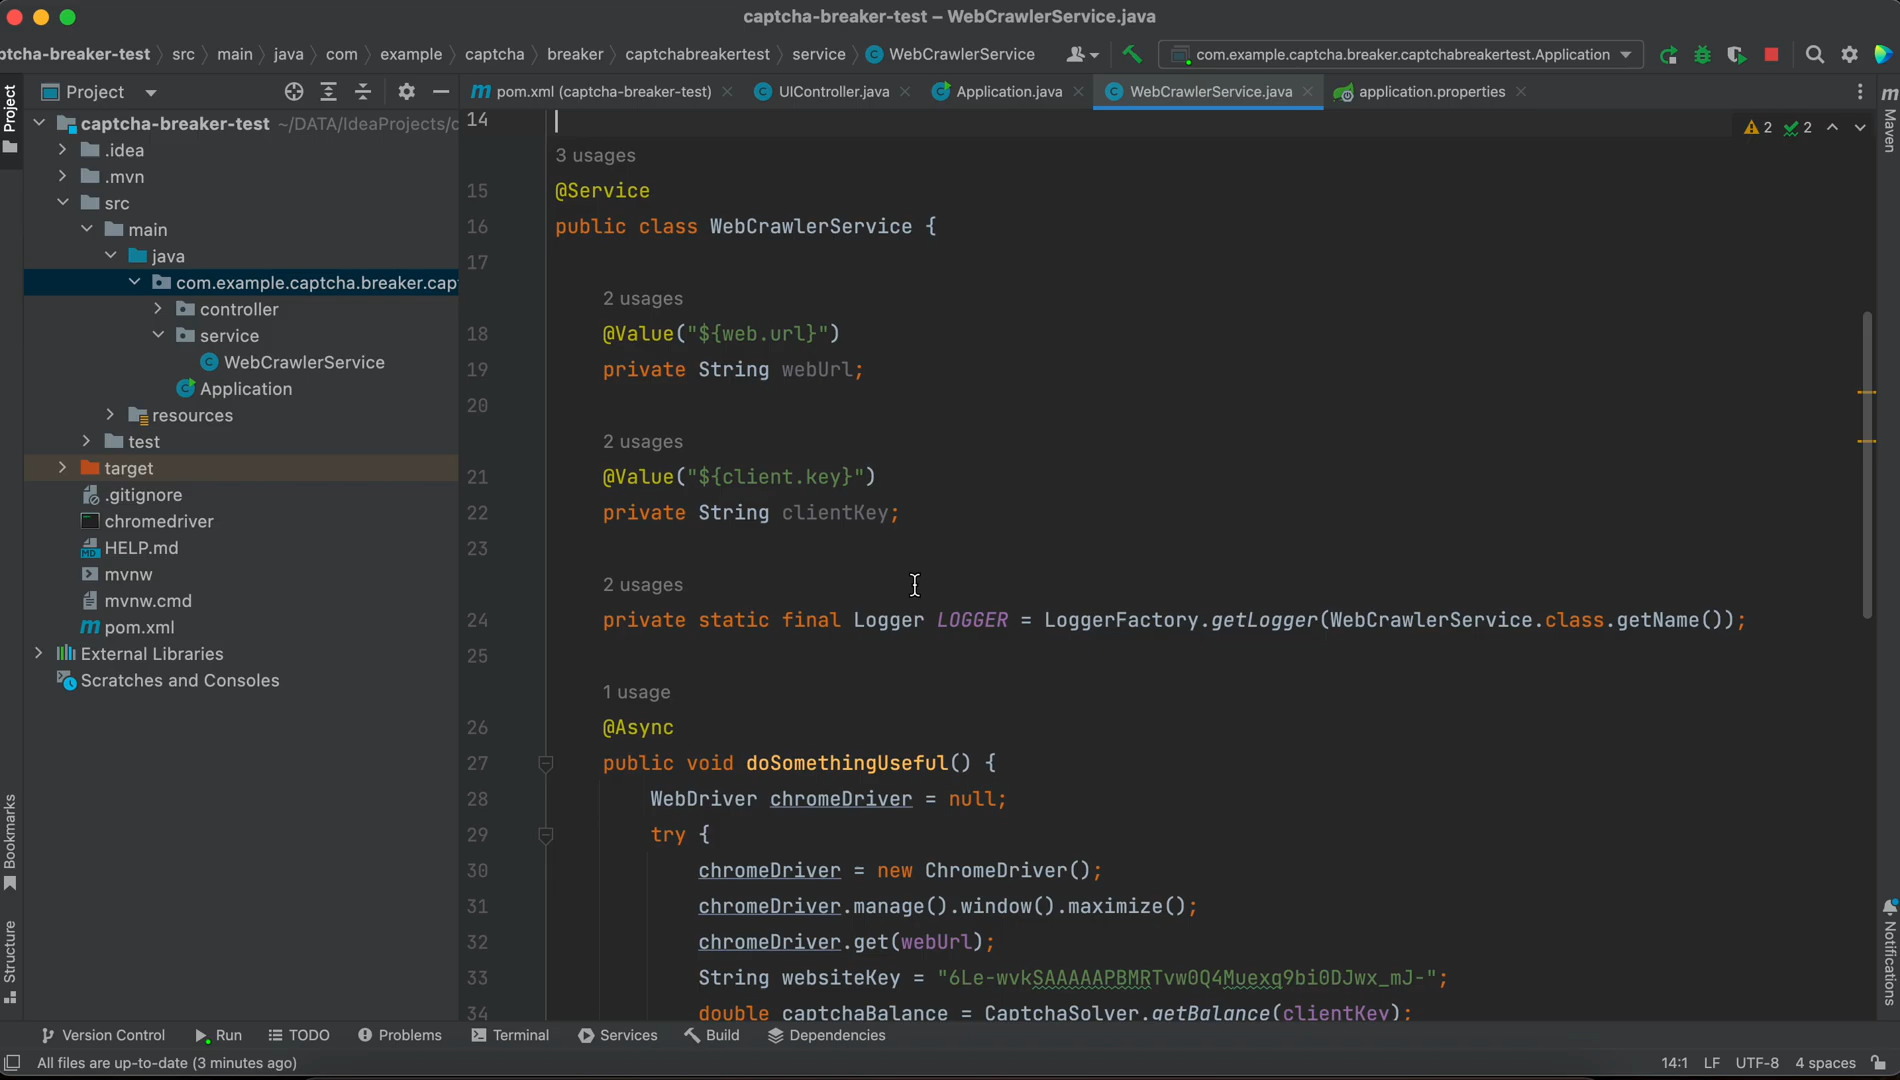 captcha-breaker-test – WebCrawlerService.java
ptcha-breaker-test src main java com example captcha breaker captchabreakertest service WebCrawlerService com.example.captcha.breaker.captchabreakertest.Application
Project
pom.xml (captcha-breaker-test) UIController.java Application.java WebCrawlerService.java application.properties
Project
captcha-breaker-test ~/DATA/IdeaProjects/c
.idea
.mvn
src
main
java
com.example.captcha.breaker.cap
controller
service
WebCrawlerService
Application
resources
test
target
.gitignore
chromedriver
HELP.md
mvnw
mvnw.cmd
pom.xml
External Libraries
Scratches and Consoles
Bookmarks
Structure
14
2 2
3 usages
15 @Service
16 public class WebCrawlerService {
17
2 usages
18 @Value("${web.url}")
19 private String webUrl;
20
2 usages
21 @Value("${client.key}")
22 private String clientKey;
23
2 usages
24 private static final Logger LOGGER = LoggerFactory.getLogger(WebCrawlerService.class.getName());
25
1 usage
26 @Async
27 public void doSomethingUseful() {
28 WebDriver chromeDriver = null;
29 try {
30 chromeDriver = new ChromeDriver();
31 chromeDriver.manage().window().maximize();
32 chromeDriver.get(webUrl);
33 String websiteKey = "6Le-wvkSAAAAAPBMRTvw0Q4Muexq9bi0DJwx_mJ-";
34 double captchaBalance = CaptchaSolver.getBalance(clientKey);
m Maven
Notifications
Version Control Run TODO Problems Terminal Services Build Dependencies
All files are up-to-date (3 minutes ago) 14:1 LF UTF-8 4 spaces